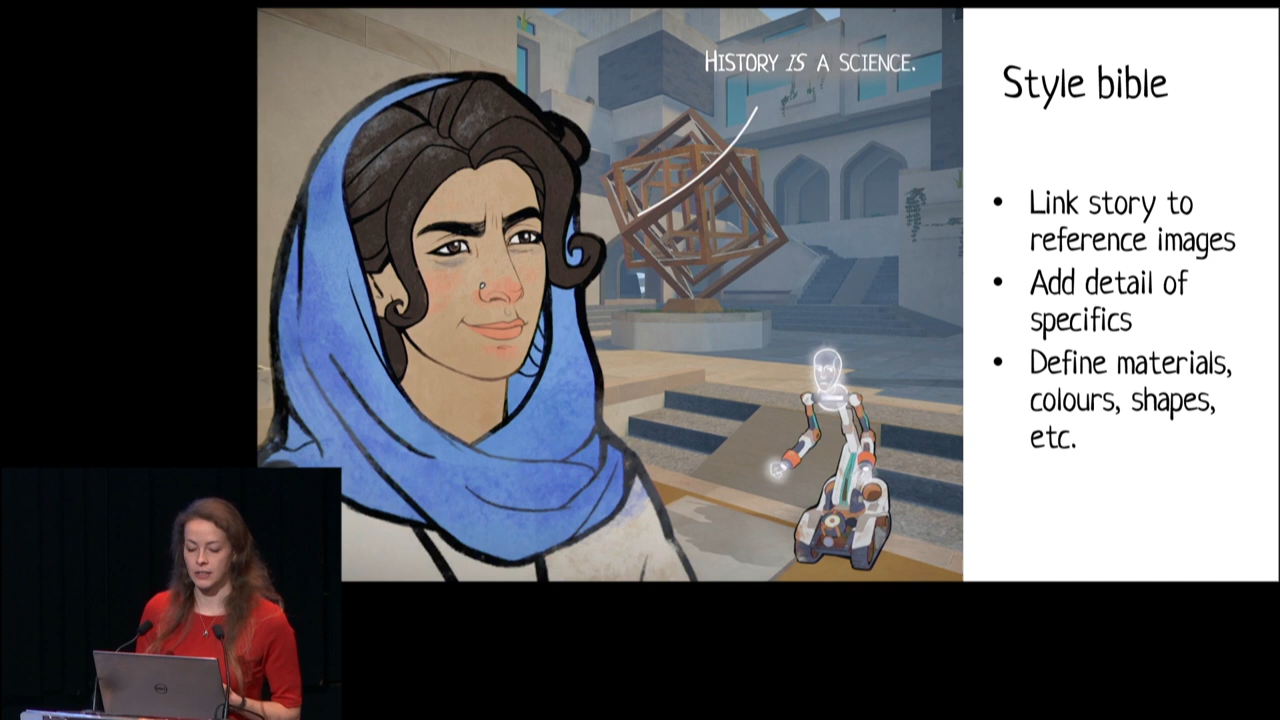 HISTORY IS A SCIENCE.
Style bible
• Link story to
reference images
• Add detail of
specifics
• Define materials,
colours, shapes,
etc.
DELL